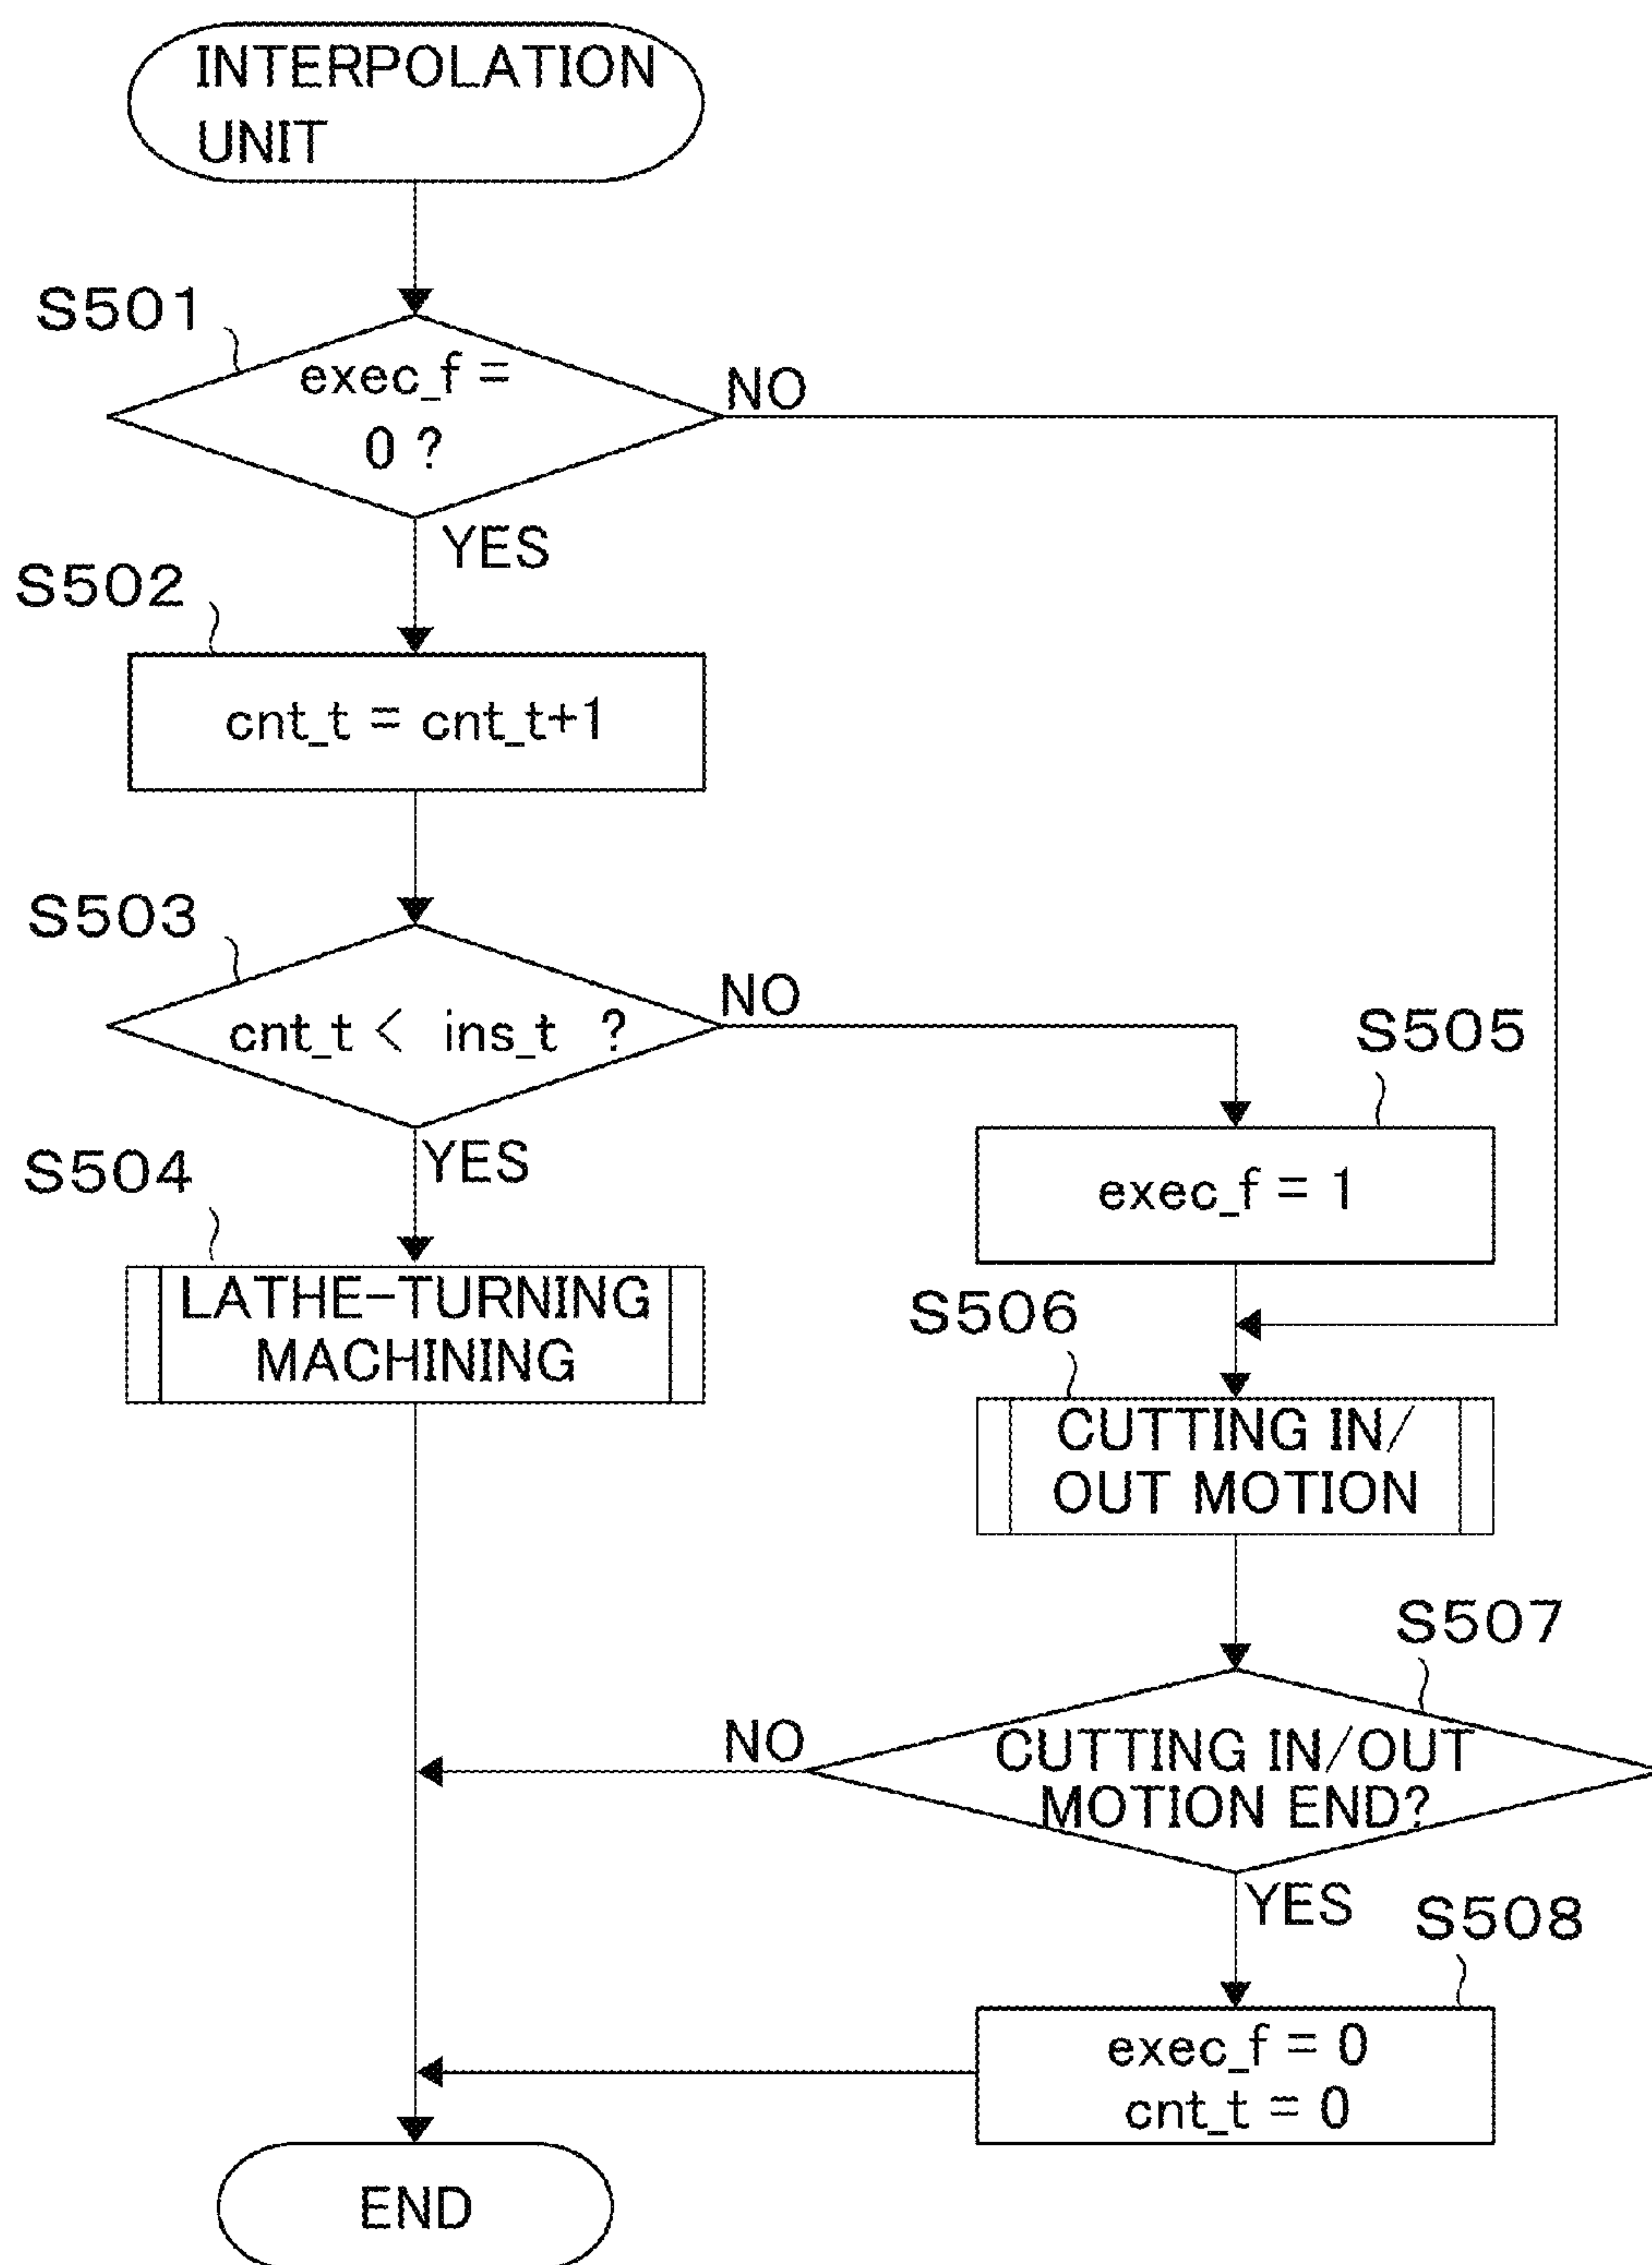 INTERPOLATION
UNIT
S501
exec_f =
0 ?
NO
YES
S502
cnt_t = cnt_t+1
S503
cnt_t < ins_t ?
NO
YES
S504
LATHE-TURNING
MACHINING
S505
exec_f = 1
S506
CUTTING IN/
OUT MOTION
S507
CUTTING IN/OUT
MOTION END?
NO
YES
S508
exec_f = 0
cnt_t = 0
END